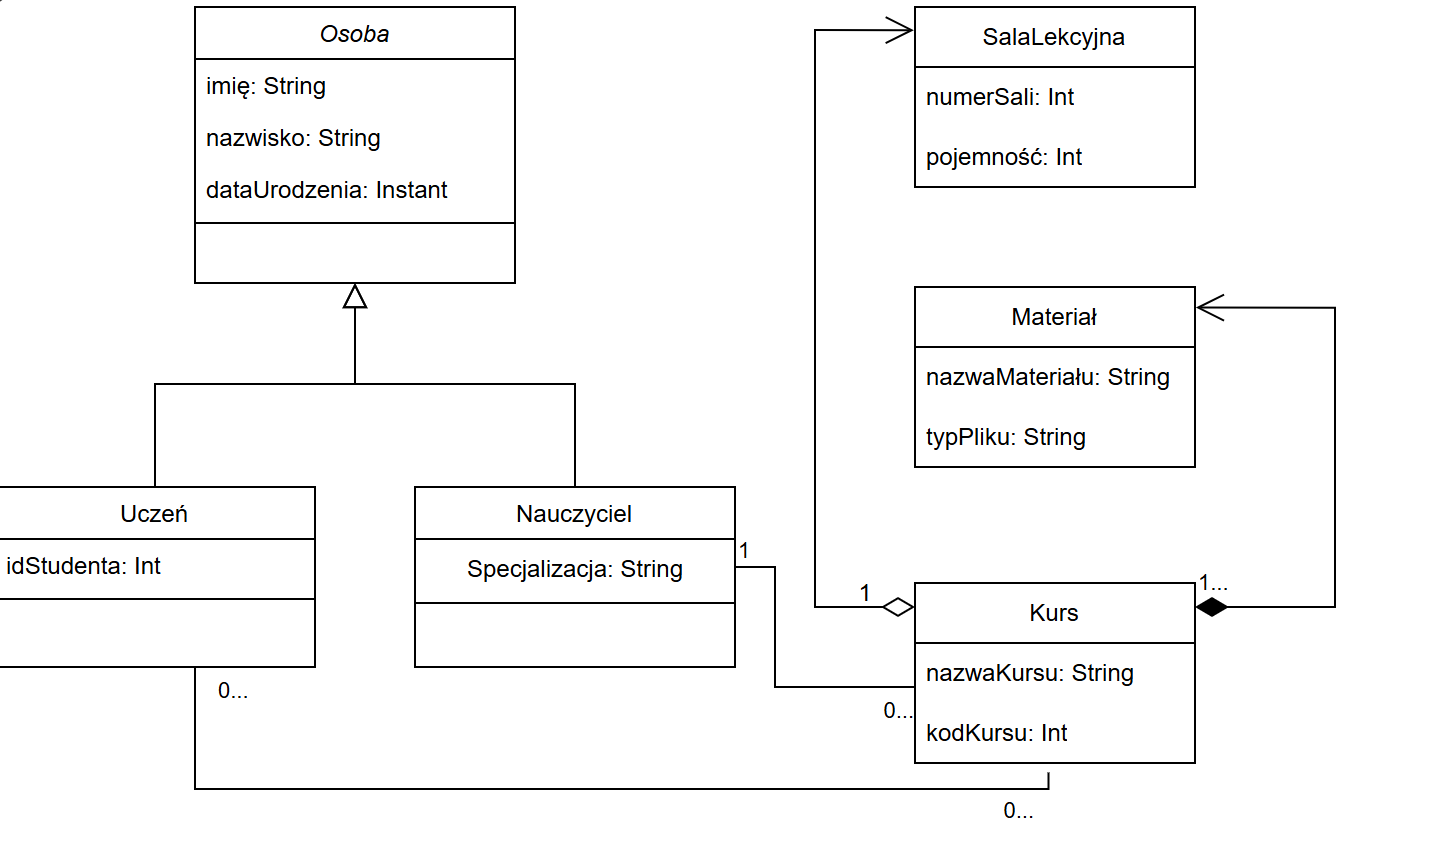 Osoba
imię: String
nazwisko: String
dataUrodzenia: Instant
SalaLekcyjna
numerSali: Int
pojemność: Int
Materiał
nazwaMateriału: String
typPliku: String
Uczeń
idStudenta: Int
0...
Nauczyciel
Specjalizacja: String
1
1
1...
Kurs
nazwaKursu: String
kodKursu: Int
0...
0...